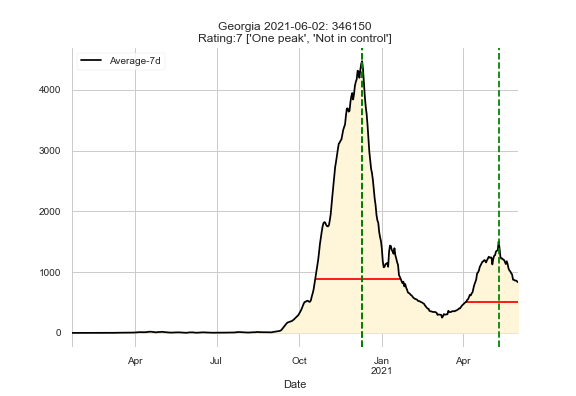 Georgia 2021-06-02: 346150
Rating:7 ['One peak', 'Not in control']
Average-7d
4000
3000
2000
1000
0
Apr
Jul
Oct
Jan
2021
Apr
Date